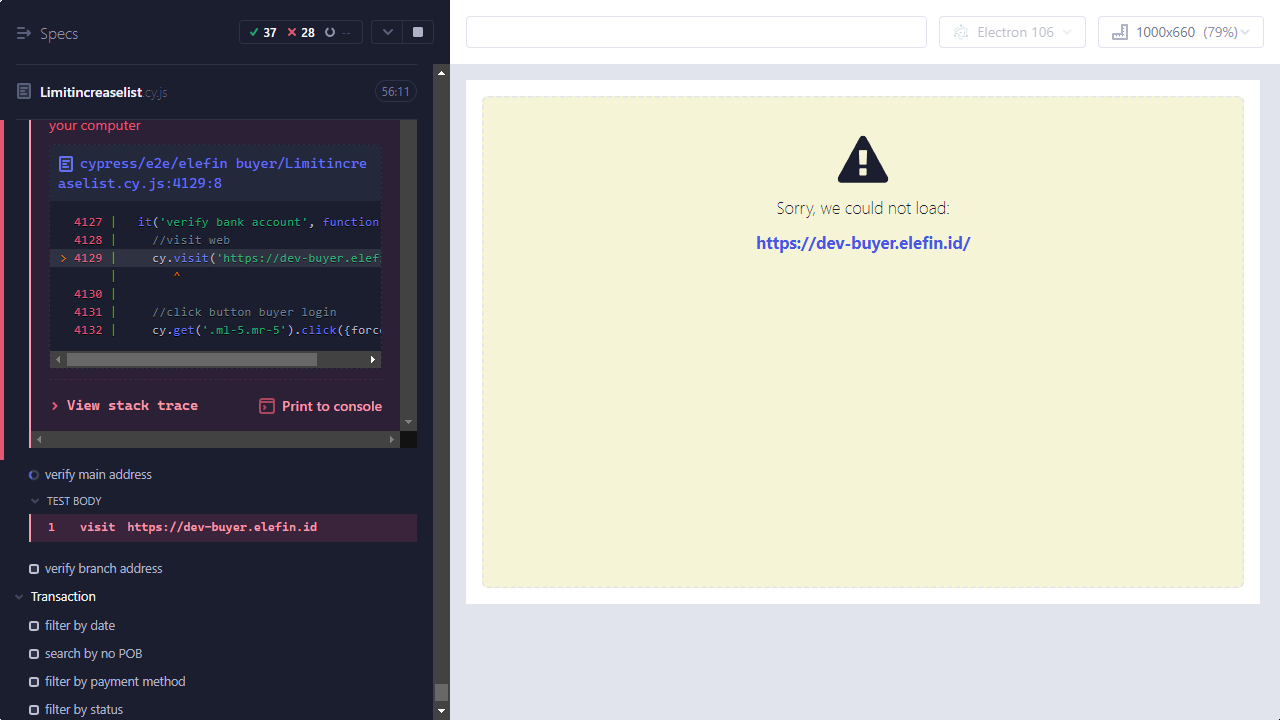 Specs
37
28
--
Electron 106
1000x660 (79%)
Limitincreaselist.cy.js
56:11
your computer
cypress/e2e/elefin buyer/Limitincre
aselist.cy.js:4129:8
4127 | it('verify bank account', function
4128 | //visit web
> 4129 | cy.visit('https://dev-buyer.elef
| ^
4130 |
4131 | //click button buyer login
4132 | cy.get('.ml-5.mr-5').click({forc
View stack trace
Print to console
verify main address
TEST BODY
1 visit https://dev-buyer.elefin.id
verify branch address
Transaction
filter by date
search by no POB
filter by payment method
filter by status
Sorry, we could not load:
https://dev-buyer.elefin.id/